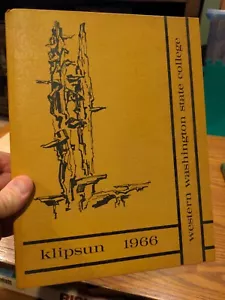 western washington state college
klipsun 1966